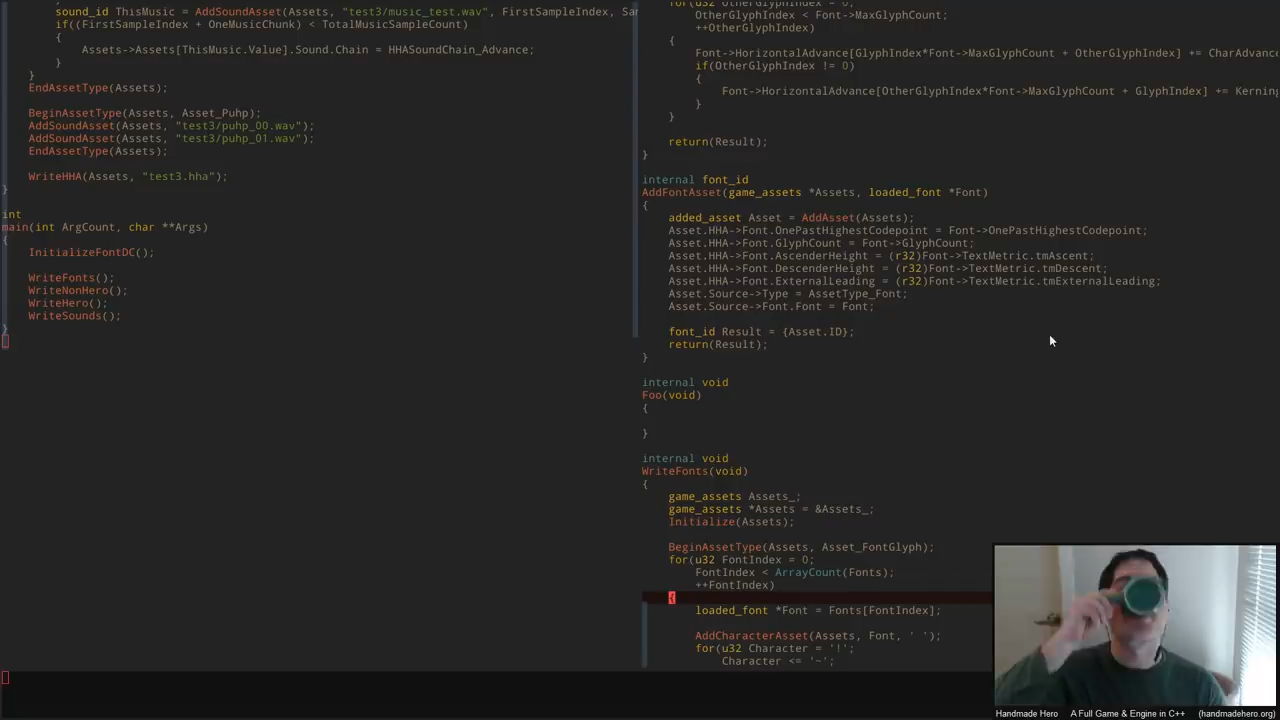 sound_id ThisMusic = AddSoundAsset(Assets, "test3/music_test.wav", FirstSampleIndex, Sam
if((FirstSampleIndex + OneMusicChunk) < TotalMusicSampleCount)
{
Assets->Assets[ThisMusic.Value].Sound.Chain = HHASoundChain_Advance;
}
}
EndAssetType(Assets);
BeginAssetType(Assets, Asset_Puhp);
AddSoundAsset(Assets, "test3/puhp_00.wav");
AddSoundAsset(Assets, "test3/puhp_01.wav");
EndAssetType(Assets);
WriteHHA(Assets, "test3.hha");
}
int
main(int ArgCount, char **Args)
{
InitializeFontDC();
WriteFonts();
WriteNonHero();
WriteHero();
WriteSounds();
}
for(u32 OtherGlyphIndex = 0;
OtherGlyphIndex < Font->MaxGlyphCount;
++OtherGlyphIndex)
{
Font->HorizontalAdvance[GlyphIndex*Font->MaxGlyphCount + OtherGlyphIndex] += CharAdvanc
if(OtherGlyphIndex != 0)
{
Font->HorizontalAdvance[OtherGlyphIndex*Font->MaxGlyphCount + GlyphIndex] += Kernin
}
}
return(Result);
}
internal font_id
AddFontAsset(game_assets *Assets, loaded_font *Font)
{
added_asset Asset = AddAsset(Assets);
Asset.HHA->Font.OnePastHighestCodepoint = Font->OnePastHighestCodepoint;
Asset.HHA->Font.GlyphCount = Font->GlyphCount;
Asset.HHA->Font.AscenderHeight = (r32)Font->TextMetric.tmAscent;
Asset.HHA->Font.DescenderHeight = (r32)Font->TextMetric.tmDescent;
Asset.HHA->Font.ExternalLeading = (r32)Font->TextMetric.tmExternalLeading;
Asset.Source->Type = AssetType_Font;
Asset.Source->Font.Font = Font;
font_id Result = {Asset.ID};
return(Result);
}
internal void
Foo(void)
{
}
internal void
WriteFonts(void)
{
game_assets Assets_;
game_assets *Assets = &Assets_;
Initialize(Assets);
BeginAssetType(Assets, Asset_FontGlyph);
for(u32 FontIndex = 0;
FontIndex < ArrayCount(Fonts);
++FontIndex)
{
loaded_font *Font = Fonts[FontIndex];
AddCharacterAsset(Assets, Font, ' ');
for(u32 Character = '!';
Character <= '~';
Handmade Hero A Full Game & Engine in C++ (handmadehero.org)